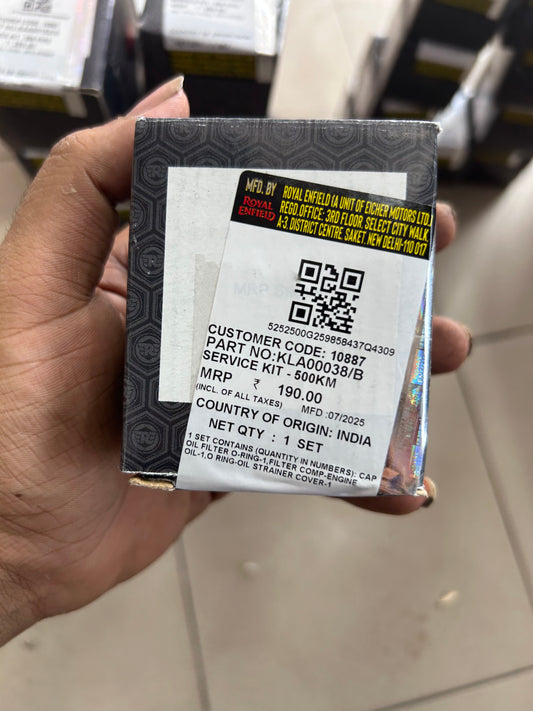 MFD. BY
ROYAL
ENFIELD
ROYAL ENFIELD (A UNIT OF EICHER MOTORS LTD.)
REGD. OFFICE: 3RD FLOOR, SELECT CITY WALK,
A-3, DISTRICT CENTRE, SAKET, NEW DELHI-110 017
5252500G259858437Q4309
CUSTOMER CODE: 10887
PART NO:KLA00038/B
SERVICE KIT - 500KM
MRP ₹ 190.00
(INCL. OF ALL TAXES) MFD :07/2025
COUNTRY OF ORIGIN: INDIA
NET QTY : 1 SET
1 SET CONTAINS (QUANTITY IN NUMBERS): CAP
OIL FILTER O-RING-1,FILTER COMP-ENGINE
OIL-1,O RING-OIL STRAINER COVER-1